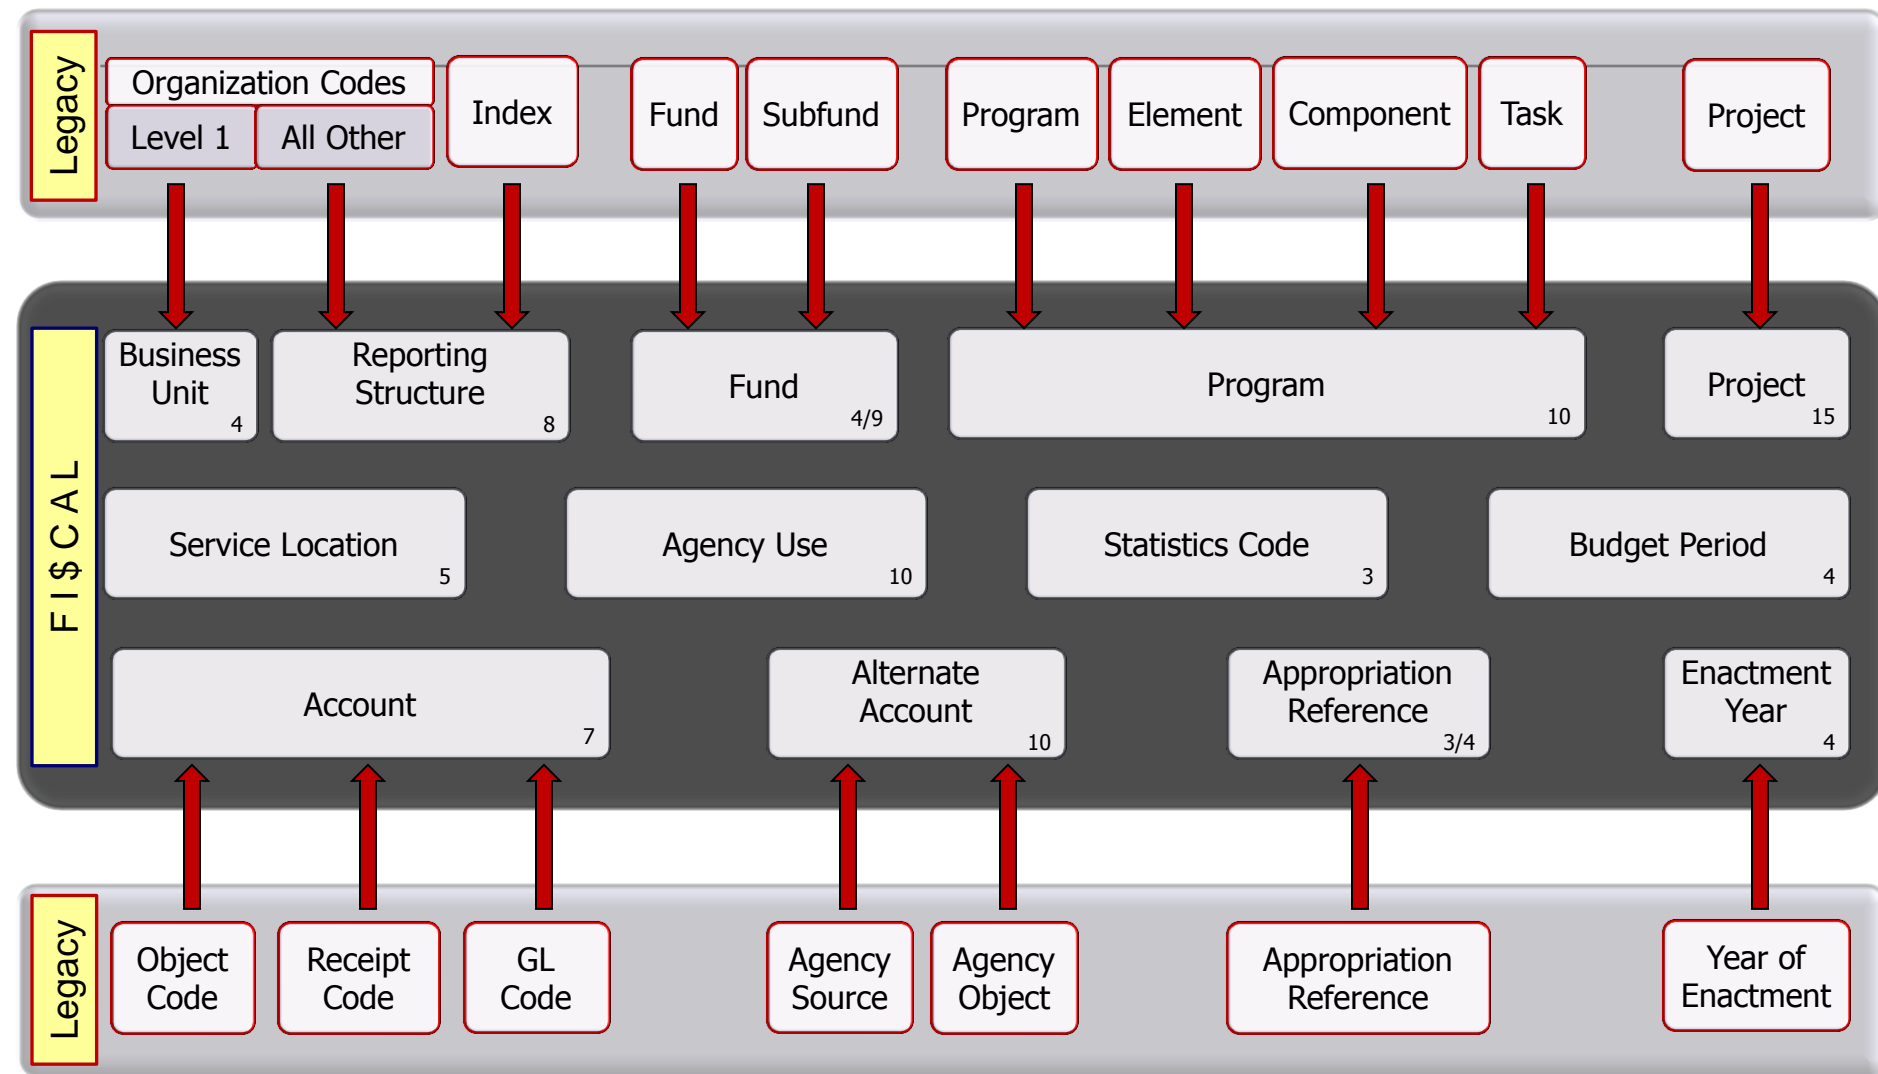 Legacy
Organization Codes
Level 1
All Other
Index
Fund
Subfund
Program
Element
Component
Task
Project
FI$CAL
Business
Unit
4
Reporting
Structure
8
Fund
4/9
Program
10
Project
15
Service Location
5
Agency Use
10
Statistics Code
3
Budget Period
4
Account
7
Alternate
Account
10
Appropriation
Reference
3/4
Enactment
Year
4
Legacy
Object
Code
Receipt
Code
GL
Code
Agency
Source
Agency
Object
Appropriation
Reference
Year of
Enactment